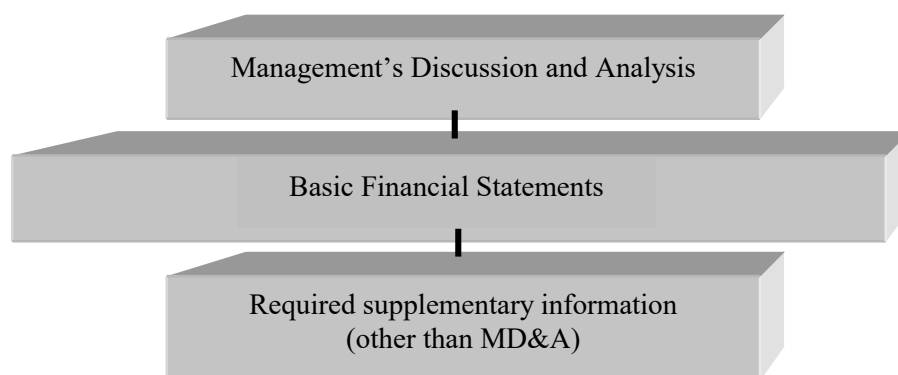 Management’s Discussion and Analysis
Basic Financial Statements
Required supplementary information
(other than MD&A)